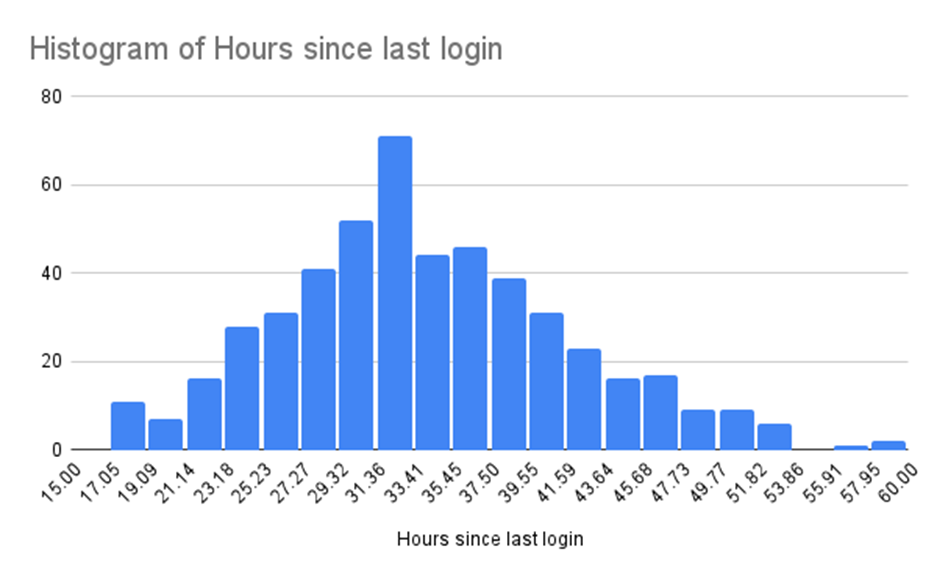 Histogram of Hours since last login
80
60
40
20
0
15.00 17.05 19.09 21.14 23.18 25.23 27.27 29.32 31.36 33.41 35.45 37.50 39.55 41.59 43.64 45.68 47.73 49.77 51.82 53.86 55.91 57.95 60.00
Hours since last login